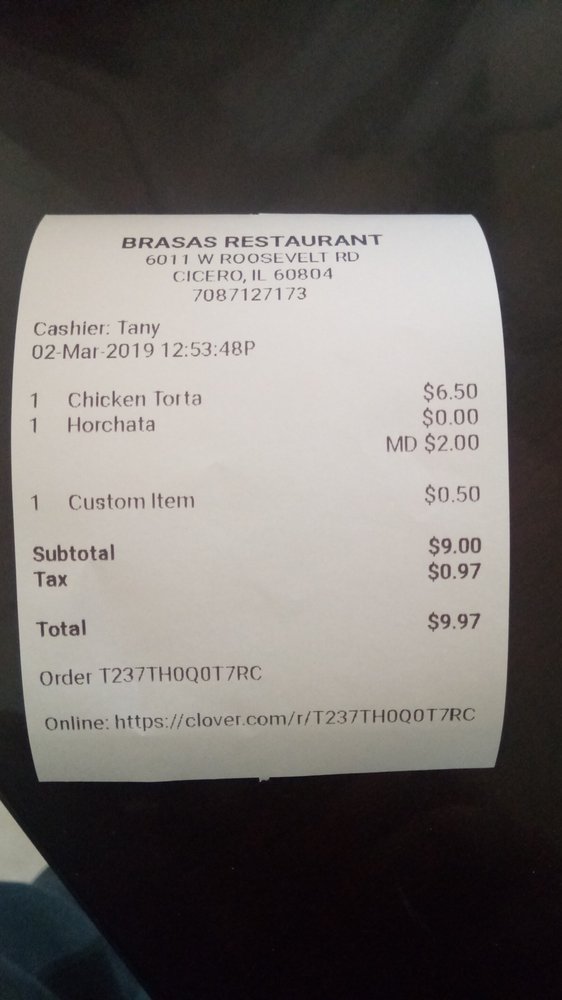 BRASAS RESTAURANT
6011 W ROOSEVELT RD
CICERO, IL 60804
7087127173
Cashier: Tany
02-Mar-2019 12:53:48P
1 Chicken Torta $6.50
1 Horchata $0.00
MD $2.00
1 Custom Item $0.50
Subtotal $9.00
Tax $0.97
Total $9.97
Order T237TH0Q0T7RC
Online: https://clover.com/r/T237TH0Q0T7RC